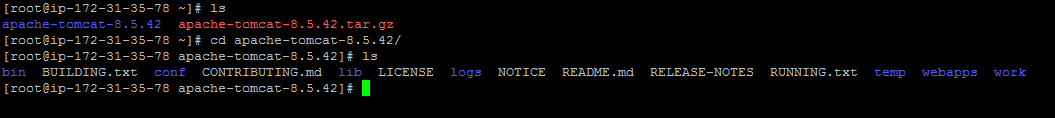 [root@ip-172-31-35-78 ~]# ls
apache-tomcat-8.5.42  apache-tomcat-8.5.42.tar.gz
[root@ip-172-31-35-78 ~]# cd apache-tomcat-8.5.42/
[root@ip-172-31-35-78 apache-tomcat-8.5.42]# ls
bin  BUILDING.txt  conf  CONTRIBUTING.md  lib  LICENSE  logs  NOTICE  README.md  RELEASE-NOTES  RUNNING.txt  temp  webapps  work
[root@ip-172-31-35-78 apache-tomcat-8.5.42]#